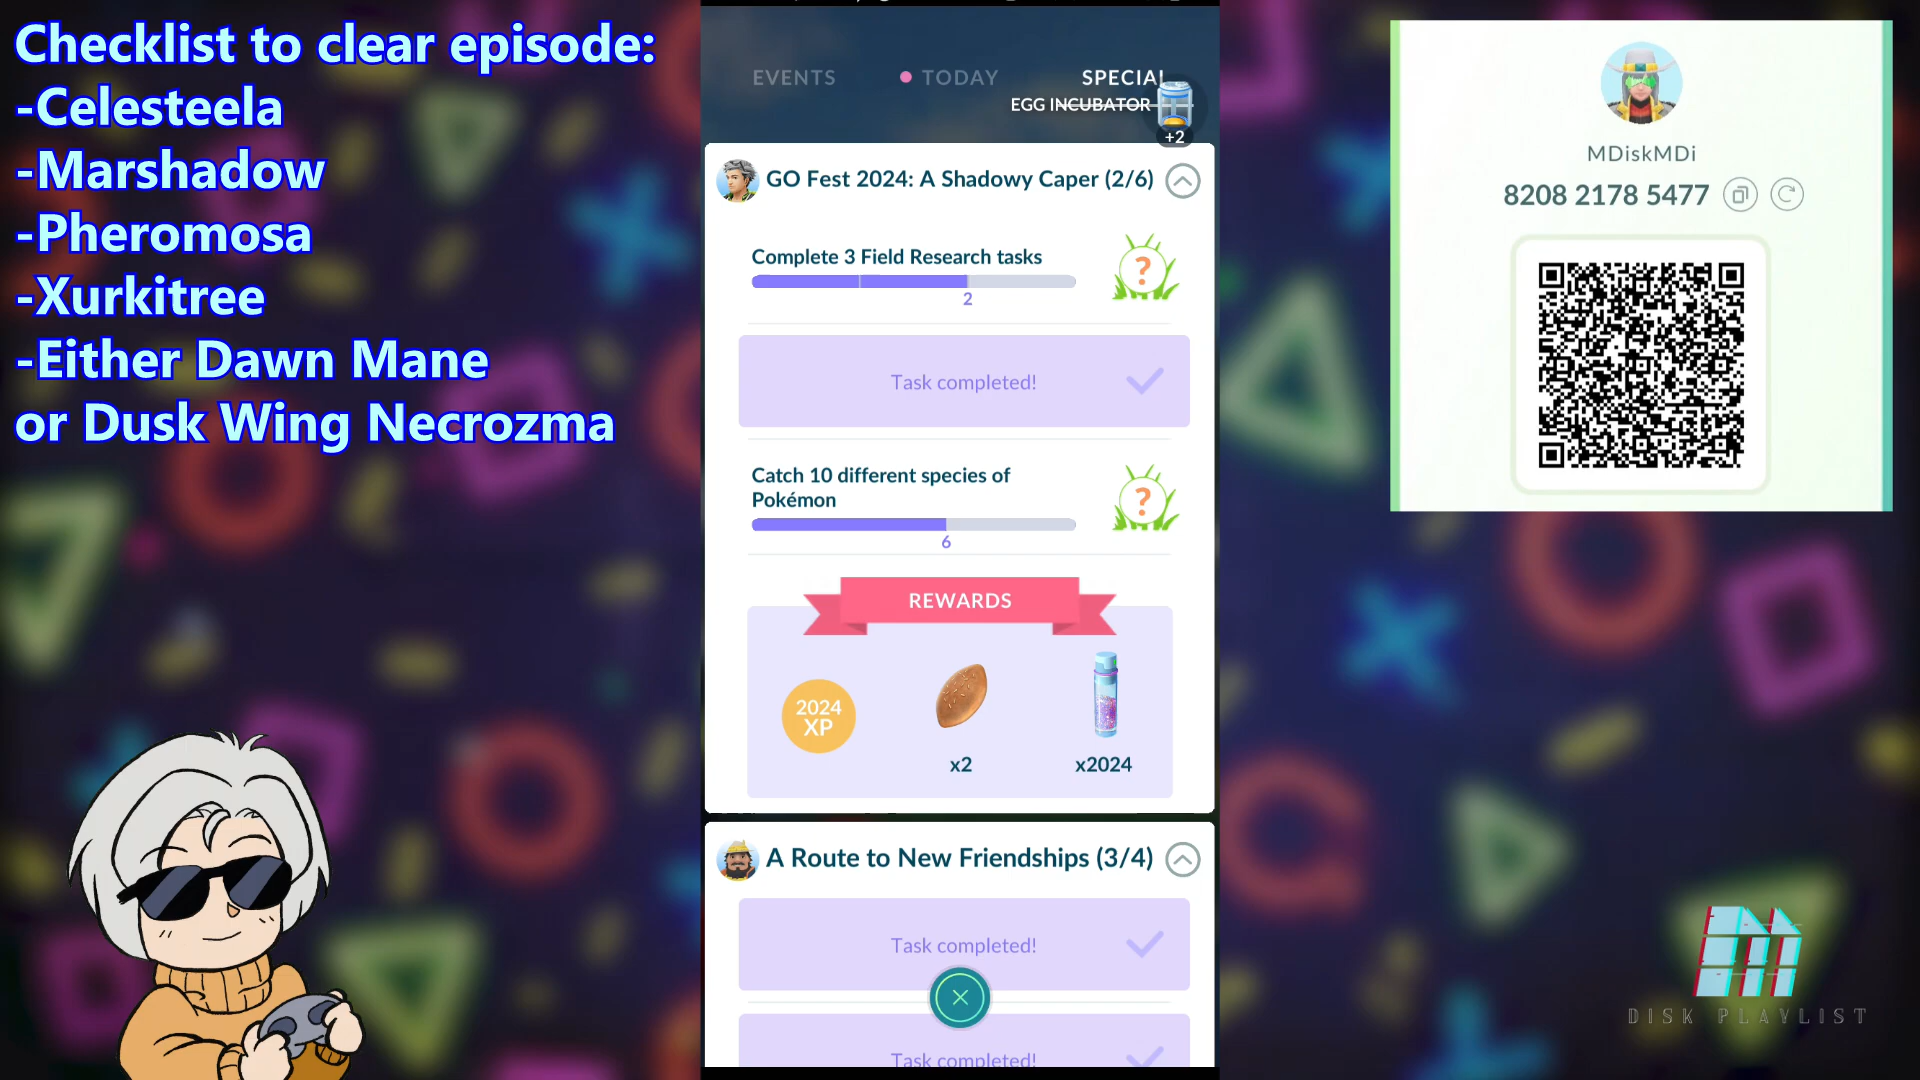 Checklist to clear episode:
-Celesteela
-Marshadow
-Pheromosa
-Xurkitree
-Either Dawn Mane
or Dusk Wing Necrozma
EVENTS
TODAY
SPECIAL
EGG INCUBATOR
+2
GO Fest 2024: A Shadowy Caper (2/6)
Complete 3 Field Research tasks
2
?
Task completed!
Catch 10 different species of
Pokémon
6
?
REWARDS
2024
XP
x2
x2024
A Route to New Friendships (3/4)
Task completed!
Task completed!
MDiskMDi
8208 2178 5477
DISK PLAYLIST